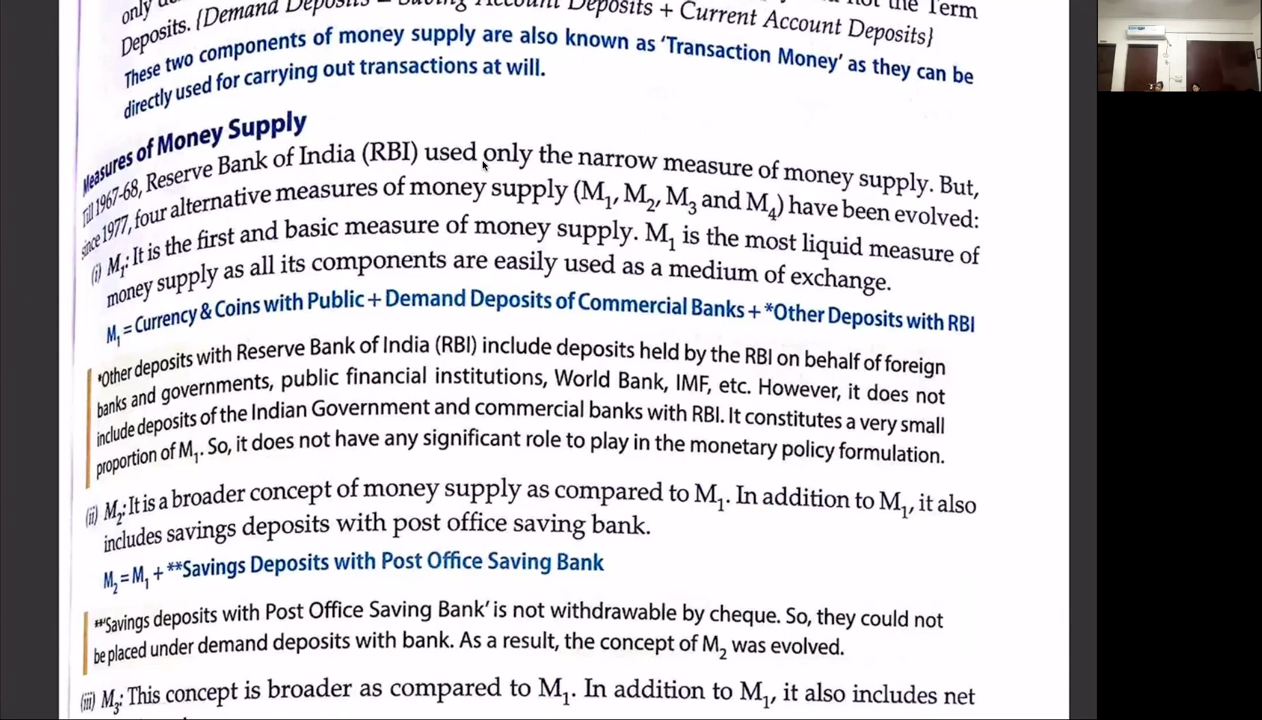 only the Term
Deposits. {Demand Deposits = Saving Account Deposits + Current Account Deposits}
These two components of money supply are also known as ‘Transaction Money’ as they can be
directly used for carrying out transactions at will.
Measures of Money Supply
Till 1967-68, Reserve Bank of India (RBI) used only the narrow measure of money supply. But,
since 1977, four alternative measures of money supply (M₁, M₂, M₃ and M₄) have been evolved:
(i) M₁: It is the first and basic measure of money supply. M₁ is the most liquid measure of
money supply as all its components are easily used as a medium of exchange.
M₁ = Currency & Coins with Public + Demand Deposits of Commercial Banks + *Other Deposits with RBI
*Other deposits with Reserve Bank of India (RBI) include deposits held by the RBI on behalf of foreign
banks and governments, public financial institutions, World Bank, IMF, etc. However, it does not
include deposits of the Indian Government and commercial banks with RBI. It constitutes a very small
proportion of M₁. So, it does not have any significant role to play in the monetary policy formulation.
(ii) M₂: It is a broader concept of money supply as compared to M₁. In addition to M₁, it also
includes savings deposits with post office saving bank.
M₂ = M₁ + **Savings Deposits with Post Office Saving Bank
**‘Savings deposits with Post Office Saving Bank’ is not withdrawable by cheque. So, they could not
be placed under demand deposits with bank. As a result, the concept of M₂ was evolved.
(iii) M₃: This concept is broader as compared to M₁. In addition to M₁, it also includes net